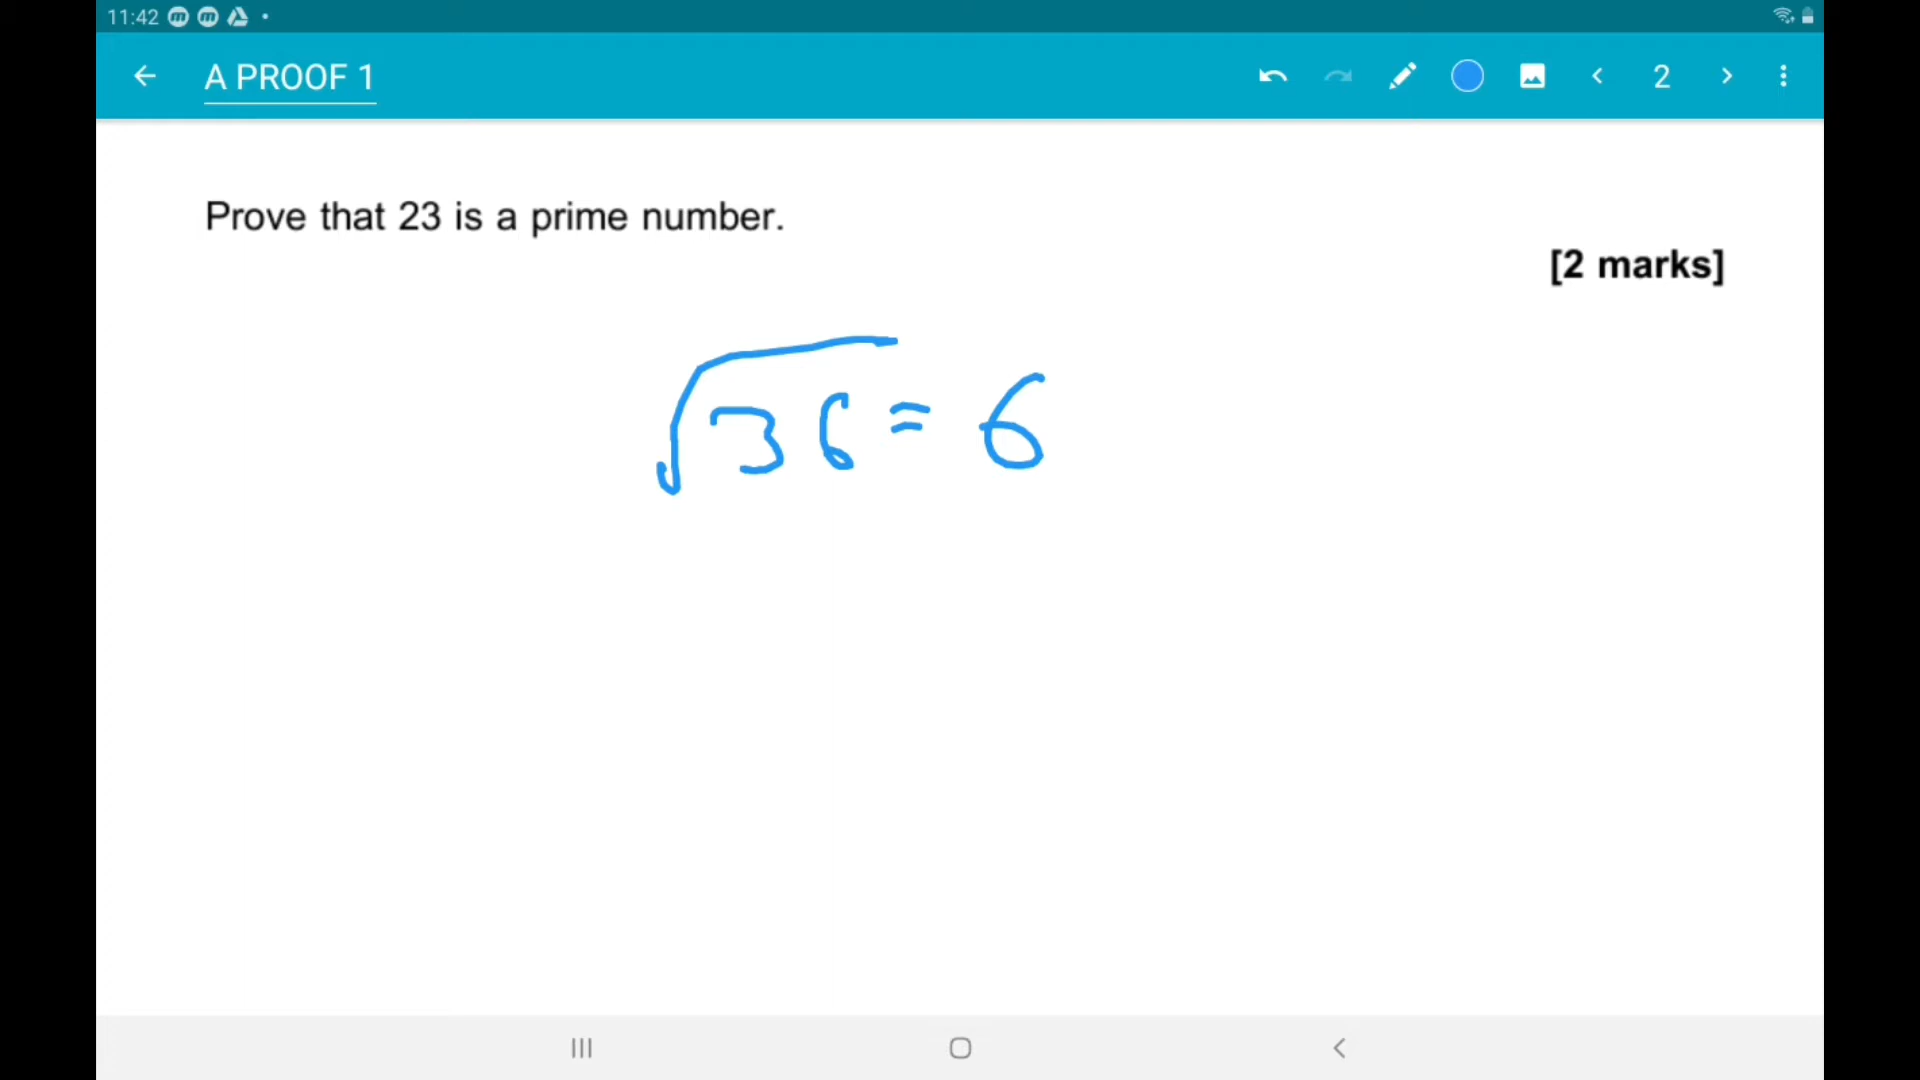 11:42
A PROOF 1
2
Prove that 23 is a prime number.
[2 marks]
√36 = 6